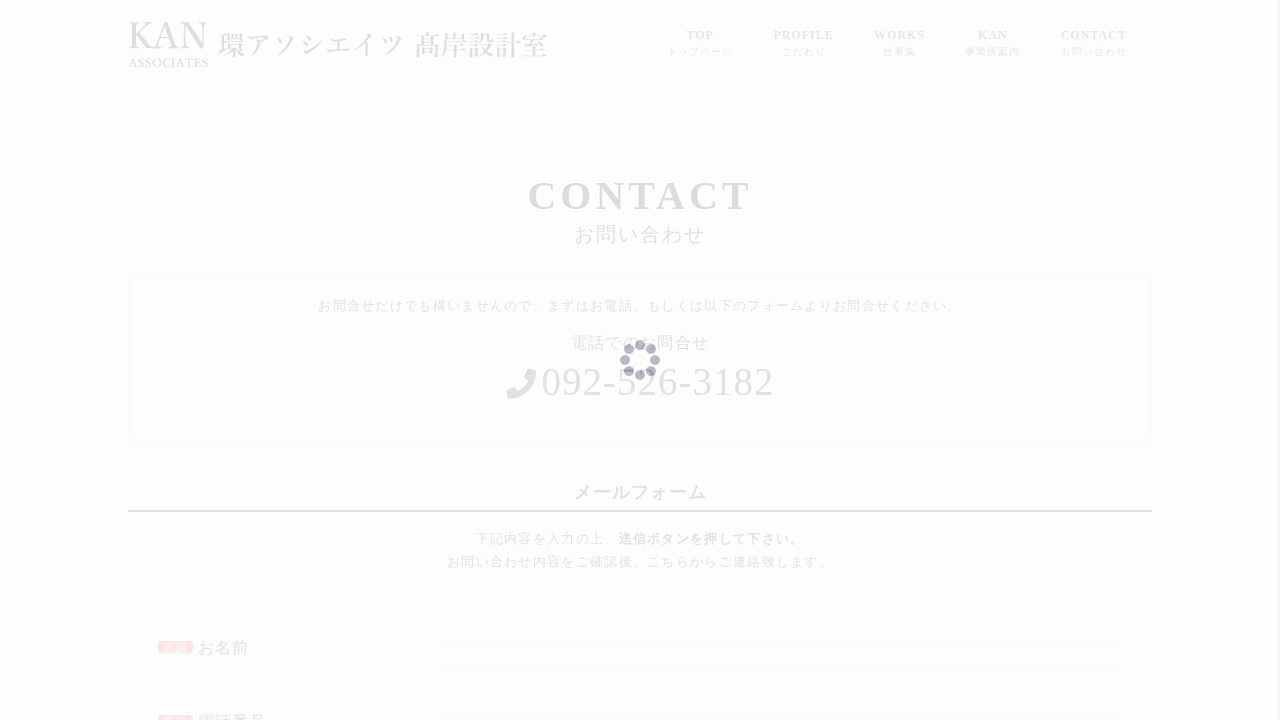 KAN
ASSOCIATES
環アソシエイツ 髙岸設計室
TOP
トップページ
PROFILE
こだわり
WORKS
仕事集
KAN
事業所案内
CONTACT
お問い合わせ
CONTACT
お問い合わせ
お問合せだけでも構いませんので、まずはお電話、もしくは以下のフォームよりお問合せください。
電話でのお問合せ
092-526-3182
メールフォーム
下記内容を入力の上、送信ボタンを押して下さい。
お問い合わせ内容をご確認後、こちらからご連絡致します。
必須 お名前
必須 電話番号